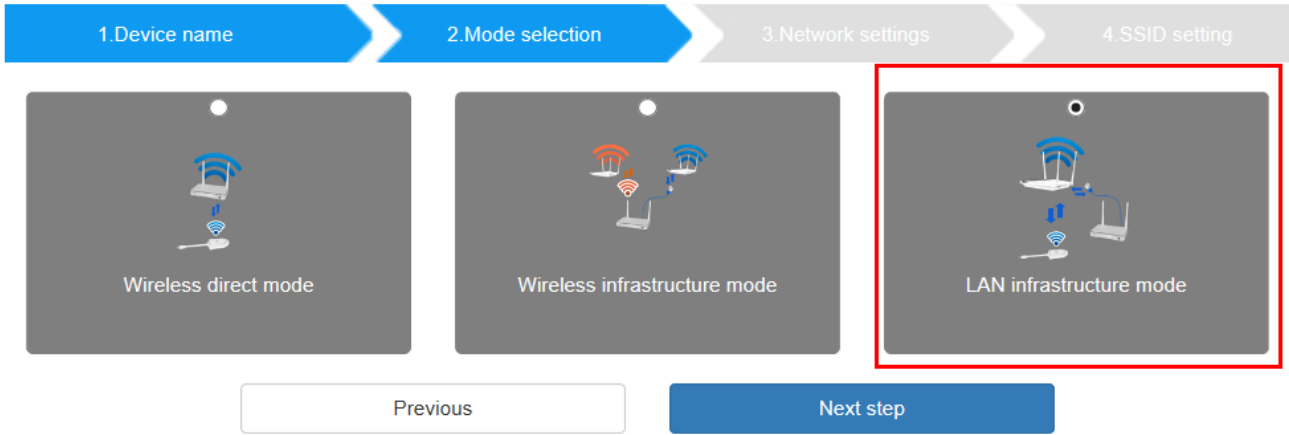 1.Device name
2.Mode selection
3.Network settings
4.SSID setting
Wireless direct mode
Wireless infrastructure mode
LAN infrastructure mode
Previous
Next step